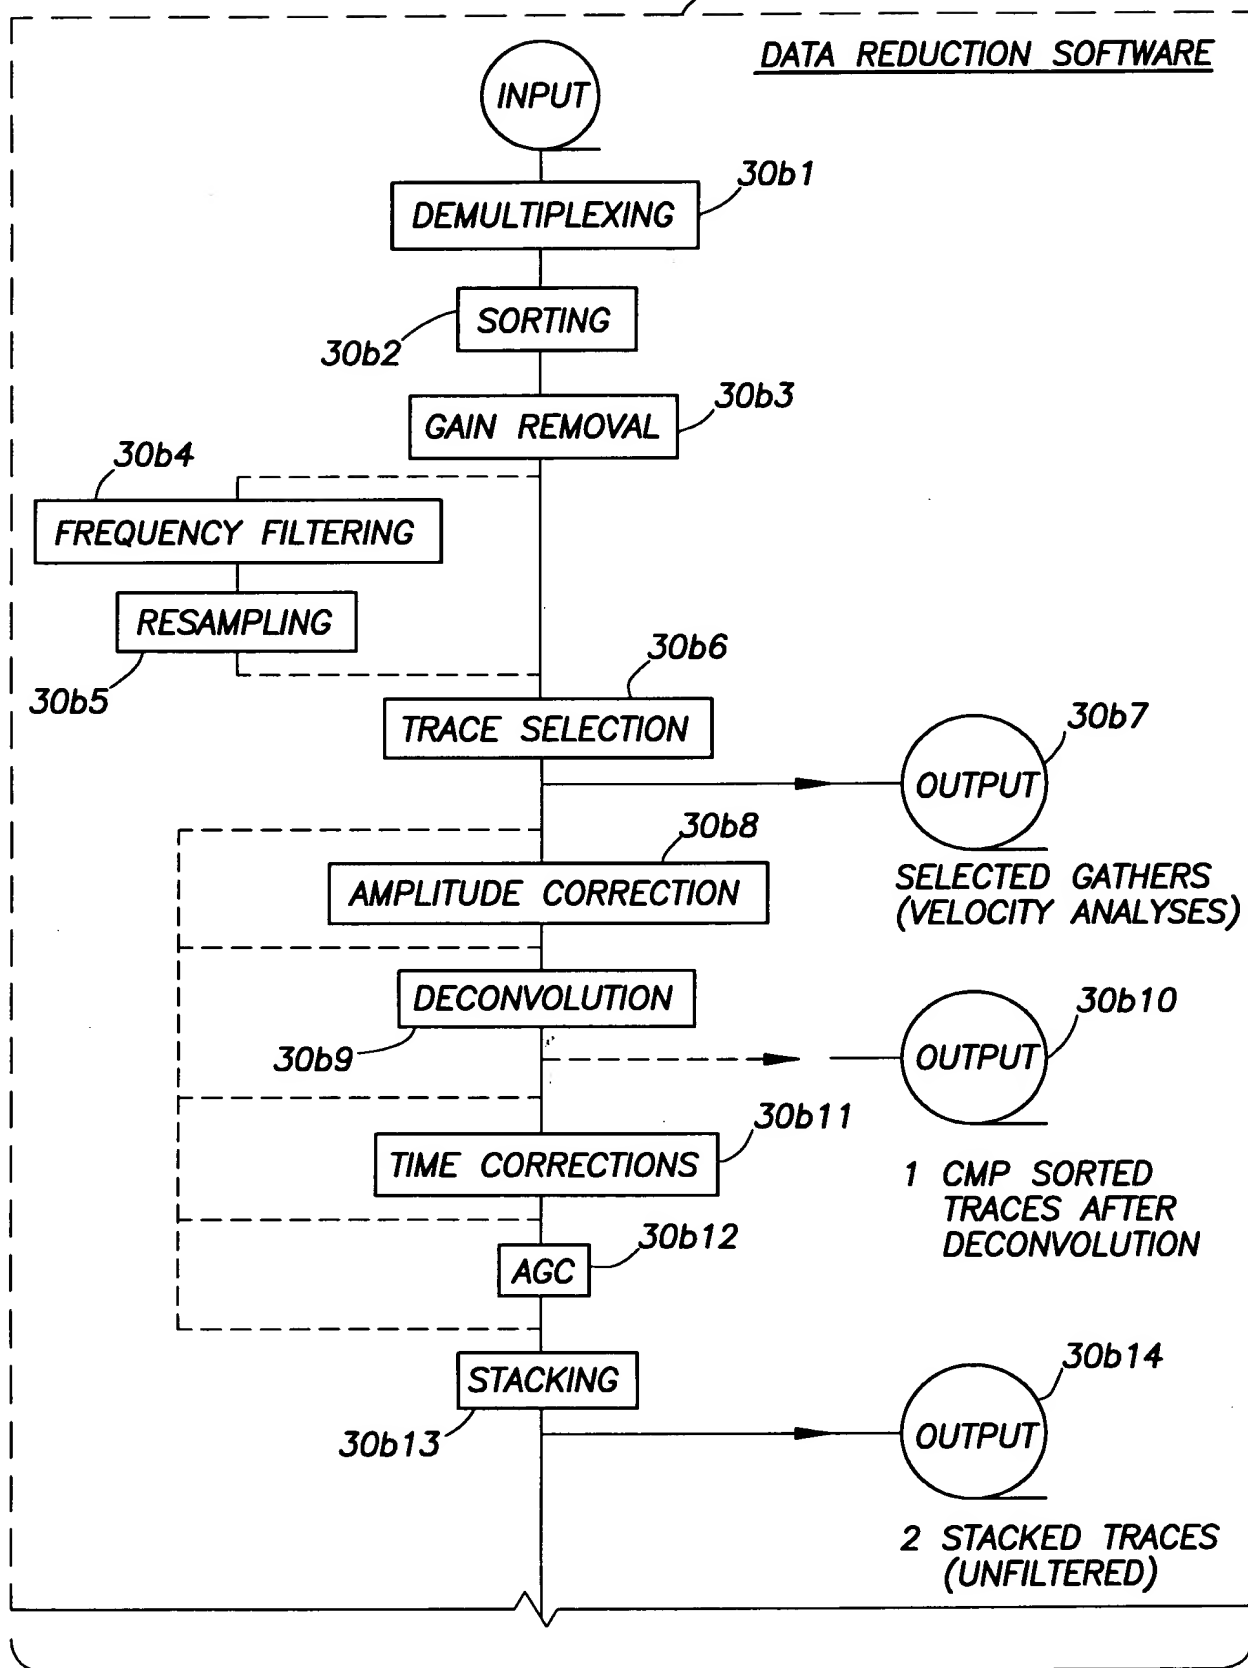 DATA REDUCTION SOFTWARE
INPUT
30b1
DEMULTIPLEXING
SORTING
30b2
30b3
GAIN REMOVAL
30b4
FREQUENCY FILTERING
RESAMPLING
30b5
30b6
TRACE SELECTION
30b7
OUTPUT
SELECTED GATHERS
(VELOCITY ANALYSES)
30b8
AMPLITUDE CORRECTION
DECONVOLUTION
30b9
30b10
OUTPUT
1 CMP SORTED
TRACES AFTER
DECONVOLUTION
30b11
TIME CORRECTIONS
30b12
AGC
STACKING
30b13
30b14
OUTPUT
2 STACKED TRACES
(UNFILTERED)